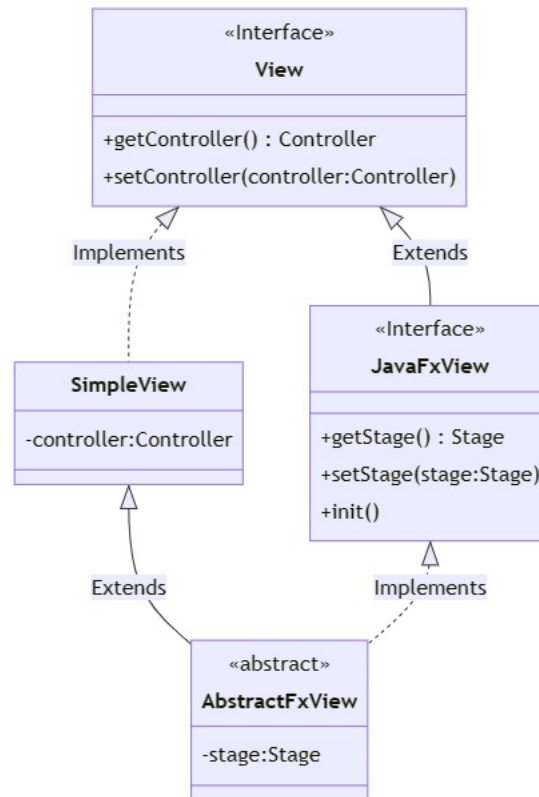 «Interface»
View
+getController() : Controller
+setController(controller:Controller)
Implements
Extends
SimpleView
-controller:Controller
«Interface»
JavaFxView
+getStage() : Stage
+setStage(stage:Stage)
+init()
Extends
Implements
«abstract»
AbstractFxView
-stage:Stage